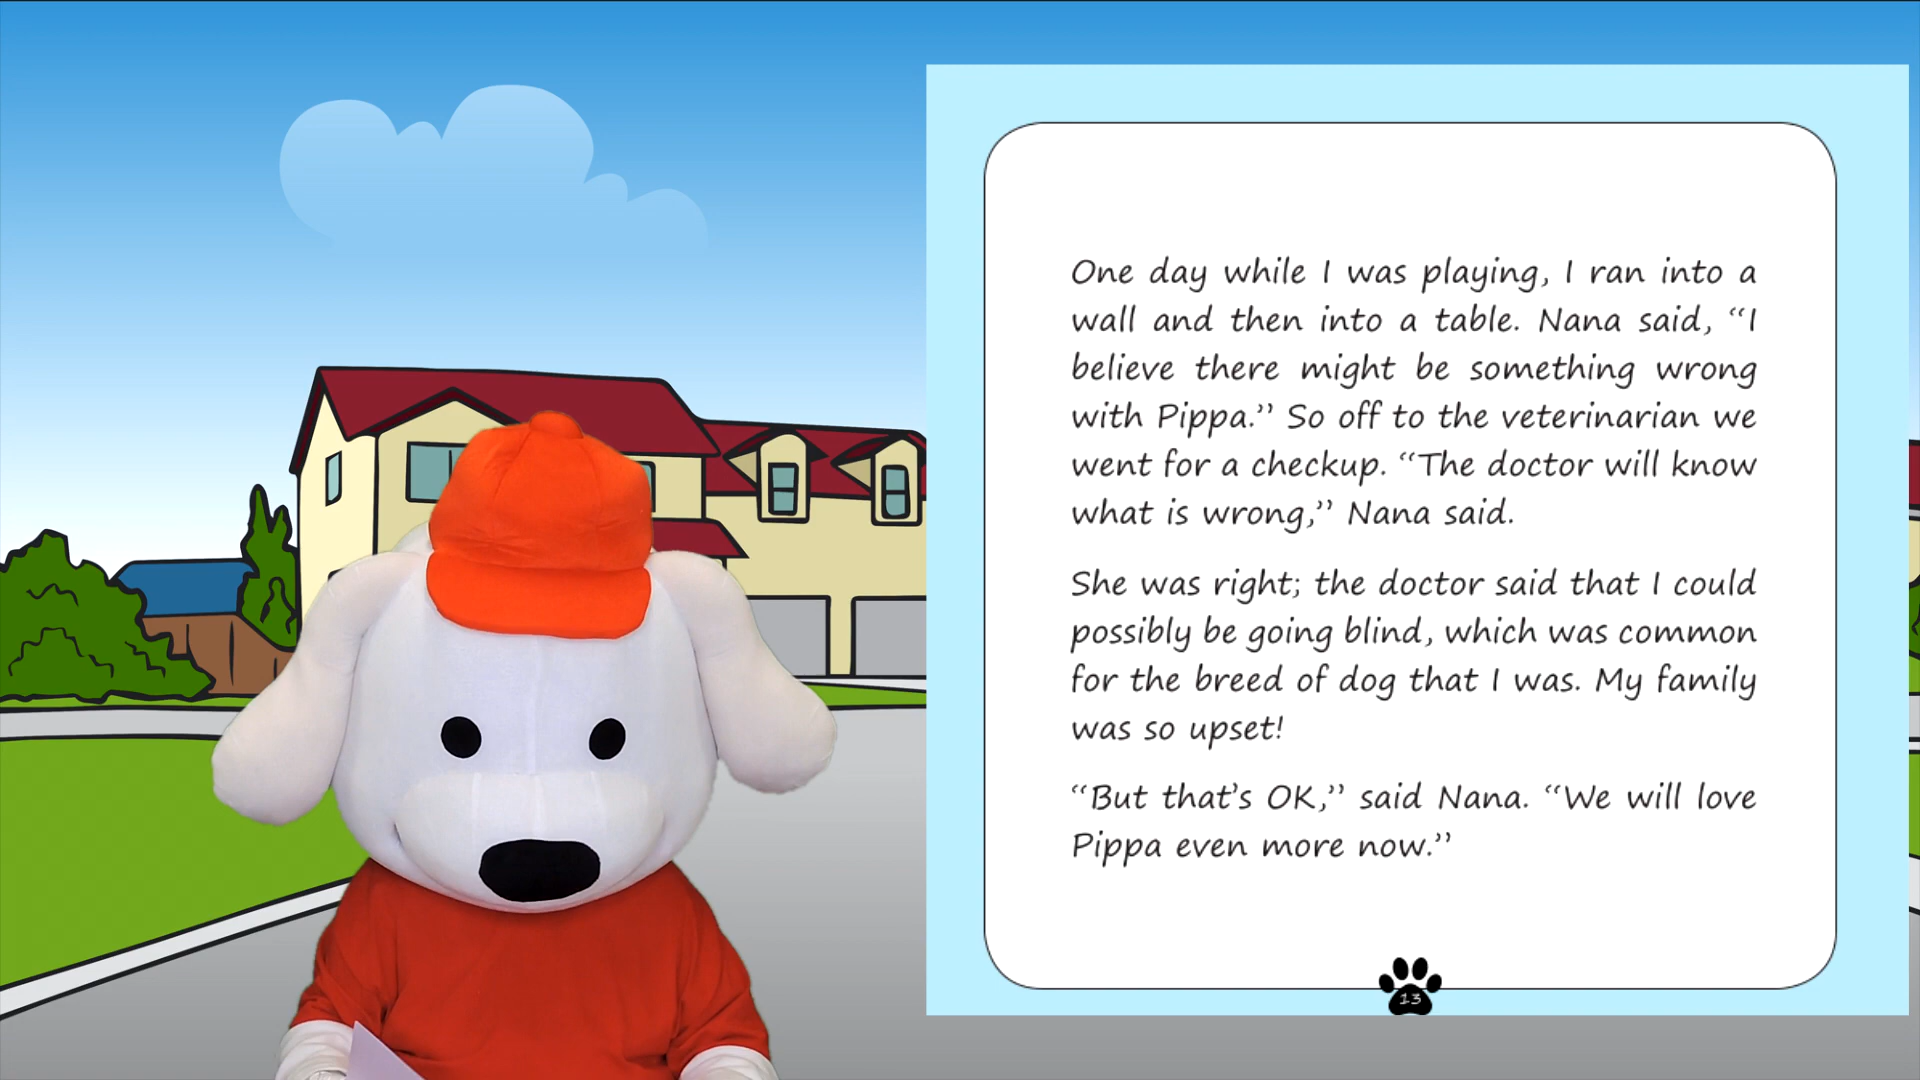 One day while I was playing, I ran into a
wall and then into a table. Nana said, “I
believe there might be something wrong
with Pippa.” So off to the veterinarian we
went for a checkup. “The doctor will know
what is wrong,” Nana said.
She was right; the doctor said that I could
possibly be going blind, which was common
for the breed of dog that I was. My family
was so upset!
“But that’s OK,” said Nana. “We will love
Pippa even more now.”
13